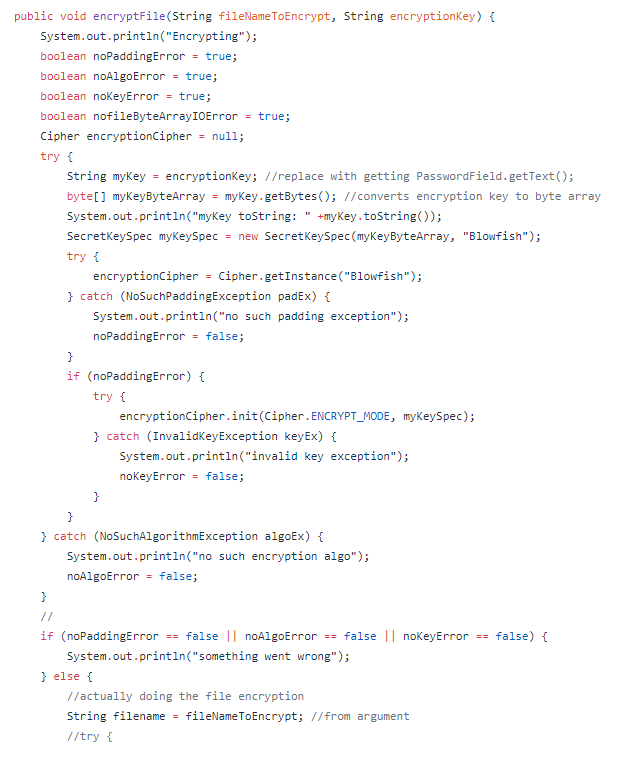 public void encryptFile(String fileNameToEncrypt, String encryptionKey) {
    System.out.println("Encrypting");
    boolean noPaddingError = true;
    boolean noAlgoError = true;
    boolean noKeyError = true;
    boolean nofileByteArrayIOError = true;
    Cipher encryptionCipher = null;
    try {
        String myKey = encryptionKey; //replace with getting PasswordField.getText();
        byte[] myKeyByteArray = myKey.getBytes(); //converts encryption key to byte array
        System.out.println("myKey toString: " +myKey.toString());
        SecretKeySpec myKeySpec = new SecretKeySpec(myKeyByteArray, "Blowfish");
        try {
            encryptionCipher = Cipher.getInstance("Blowfish");
        } catch (NoSuchPaddingException padEx) {
            System.out.println("no such padding exception");
            noPaddingError = false;
        }
        if (noPaddingError) {
            try {
                encryptionCipher.init(Cipher.ENCRYPT_MODE, myKeySpec);
            } catch (InvalidKeyException keyEx) {
                System.out.println("invalid key exception");
                noKeyError = false;
            }
        }
    } catch (NoSuchAlgorithmException algoEx) {
        System.out.println("no such encryption algo");
        noAlgoError = false;
    }
    //
    if (noPaddingError == false || noAlgoError == false || noKeyError == false) {
        System.out.println("something went wrong");
    } else {
        //actually doing the file encryption
        String filename = fileNameToEncrypt; //from argument
        //try {